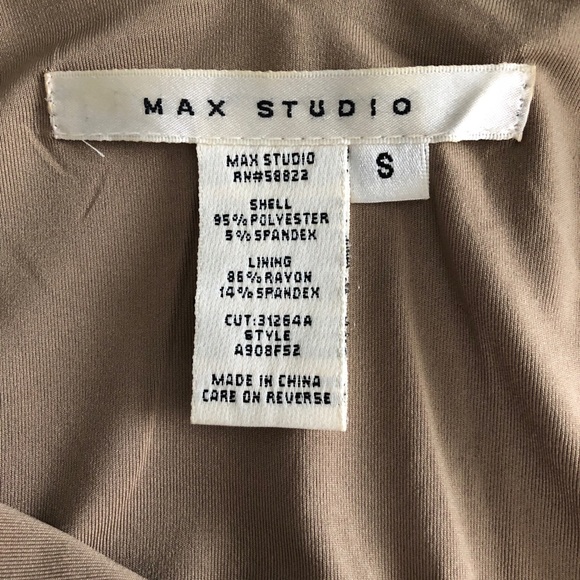 MAX STUDIO
S
MAX STUDIO
RN#58822
SHELL
95% POLYESTER
5% SPANDEX
LINING
86% RAYON
14% SPANDEX
CUT:31264A
STYLE
A908F52
MADE IN CHINA
CARE ON REVERSE